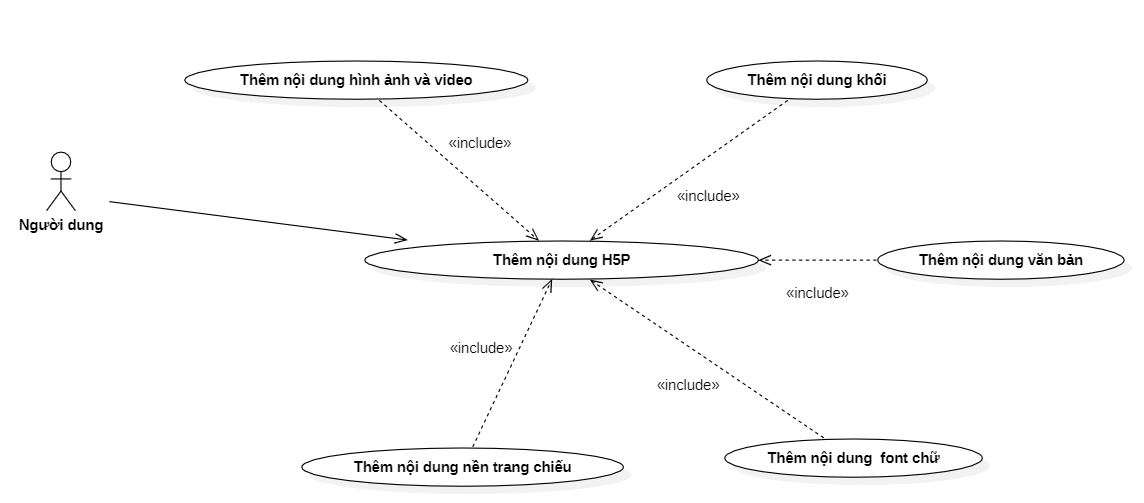 Thêm nội dung hình ảnh và video
Thêm nội dung khối
«include»
«include»
Người dung
Thêm nội dung H5P
Thêm nội dung văn bản
«include»
«include»
«include»
Thêm nội dung nền trang chiếu
Thêm nội dung  font chữ